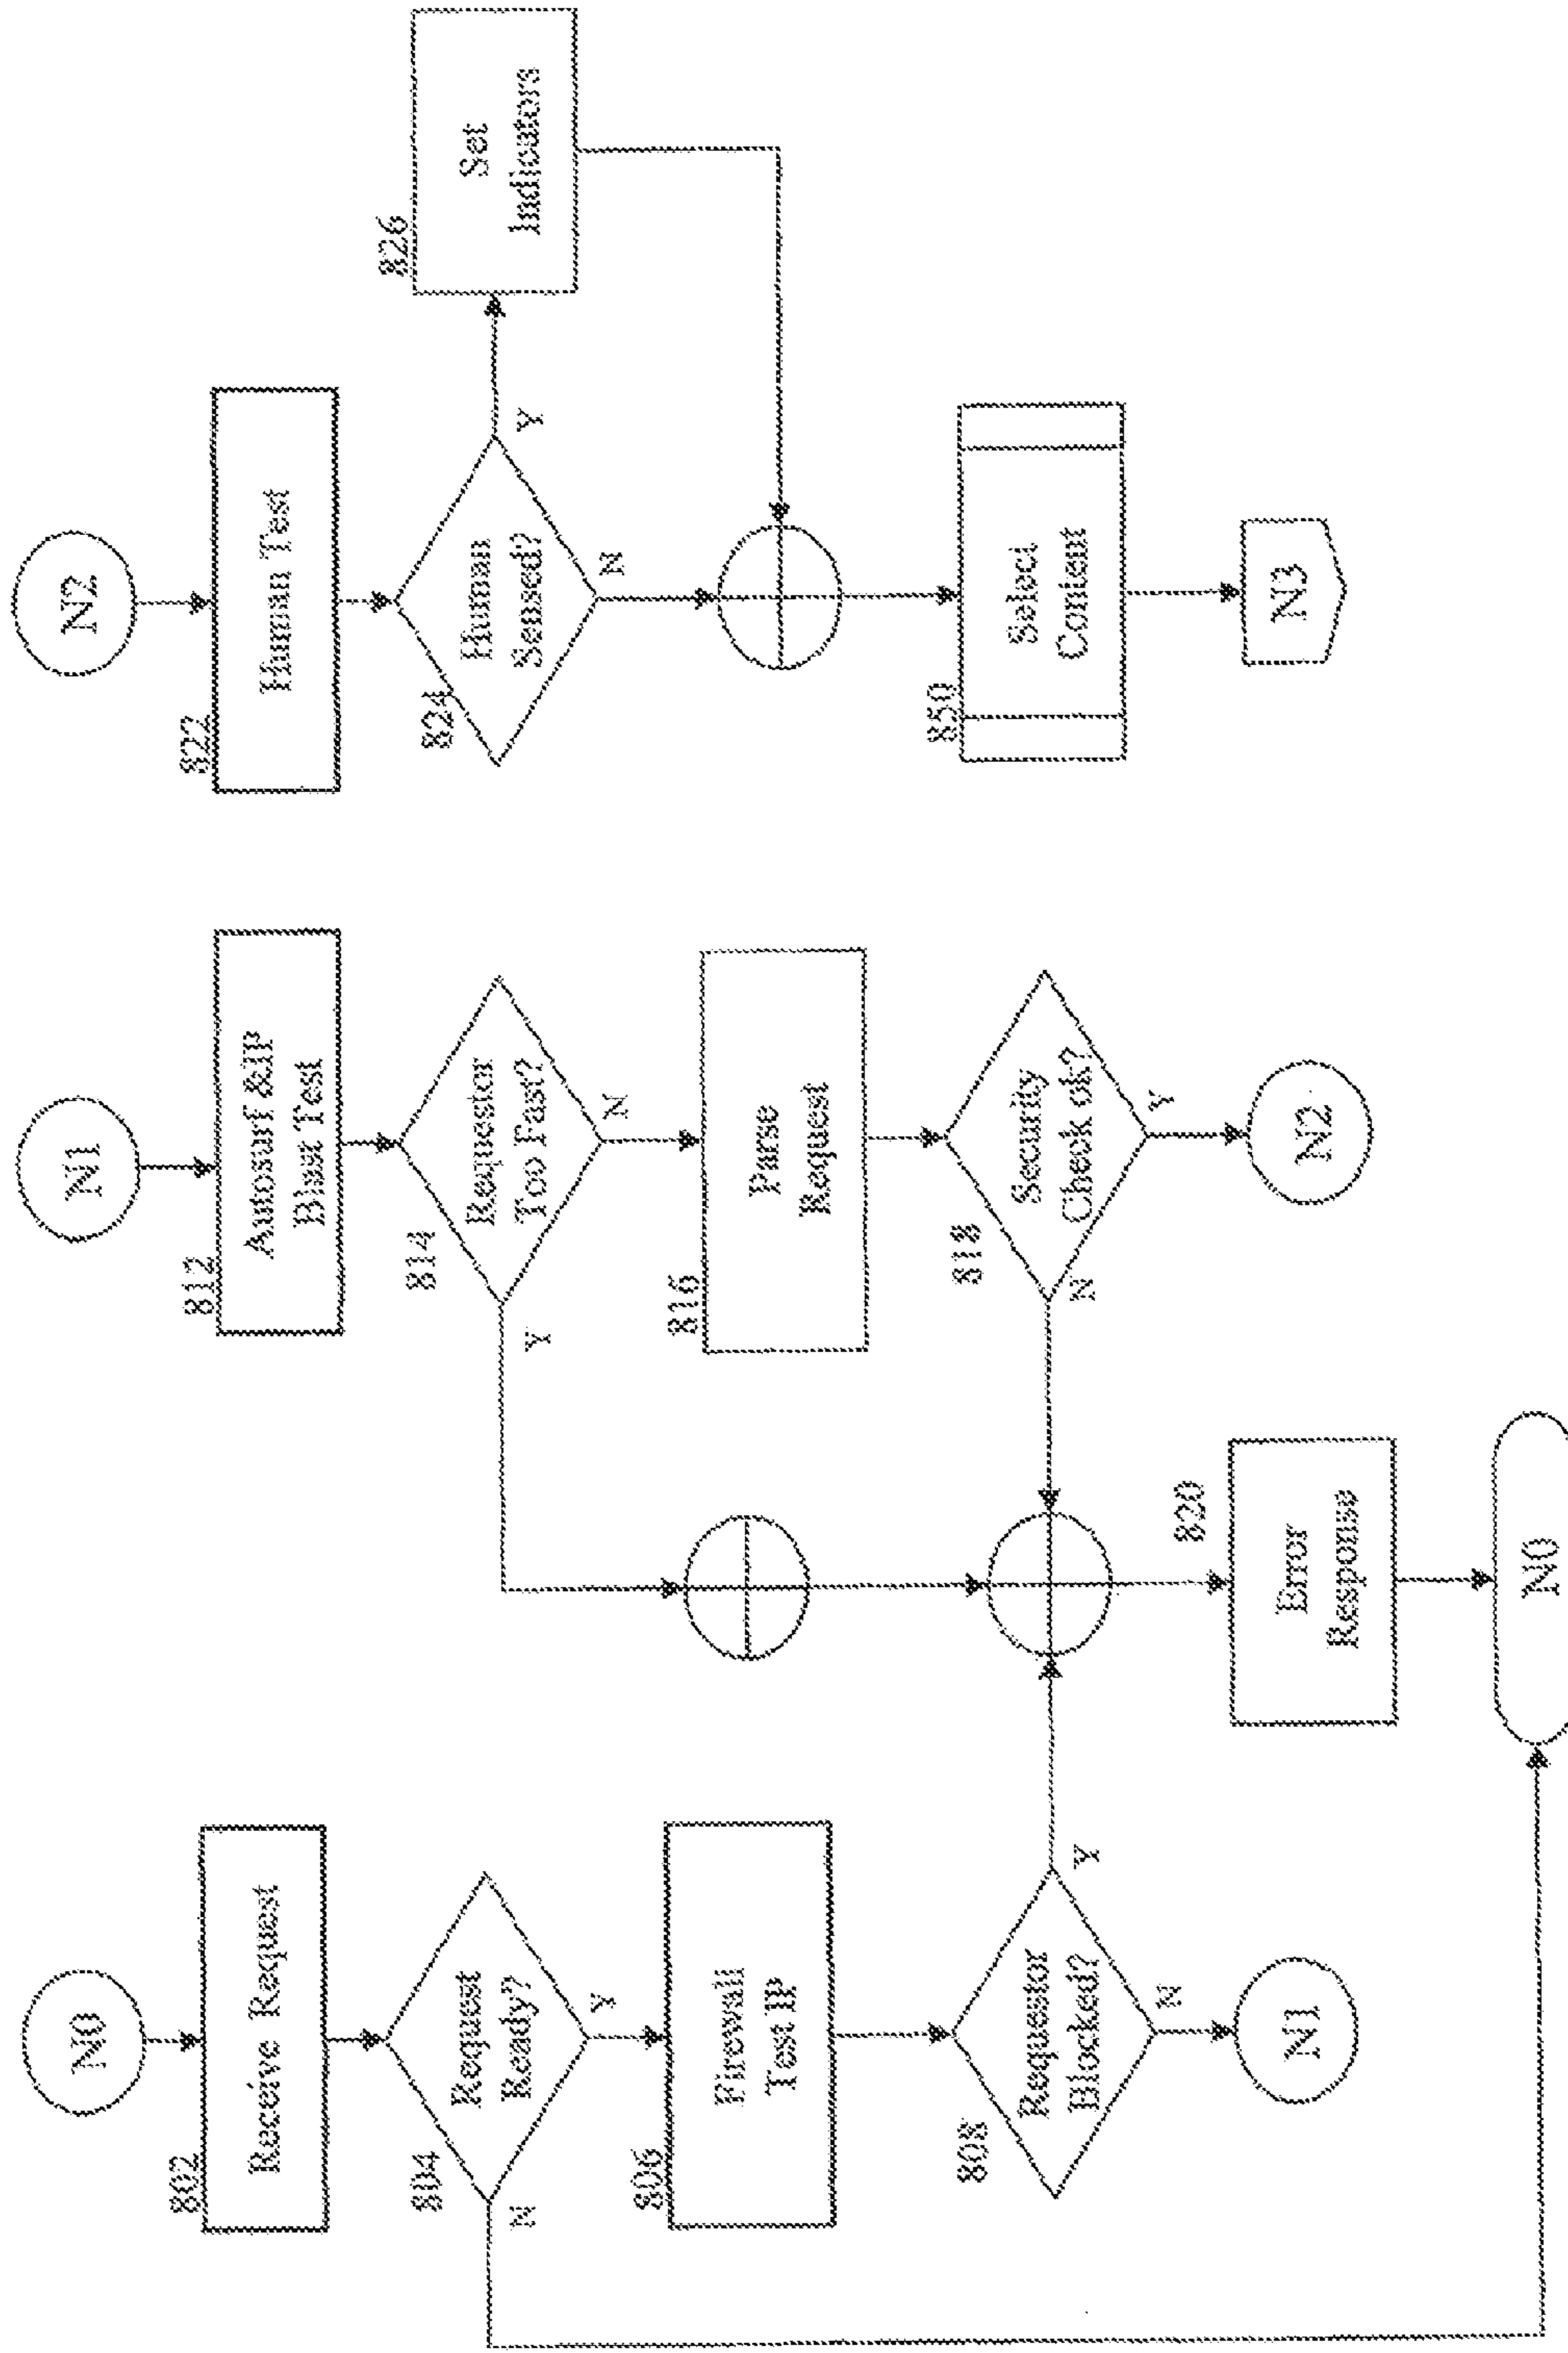 N0
802
Receive Request
804
Request
Ready?
N
Y
806
Firewall
Test IP
808
Requestor
Blocked?
Y
N
N1
N1
812
Autosurf &IP
Blast Test
814
Requestor
Too Fast?
Y
N
816
Parse
Request
818
Security
Check ok?
N
Y
N2
820
Error
Response
N0
N2
822
Human Test
824
Human
Sensed?
Y
N
826
Set
Indicators
850
Select
Content
N3